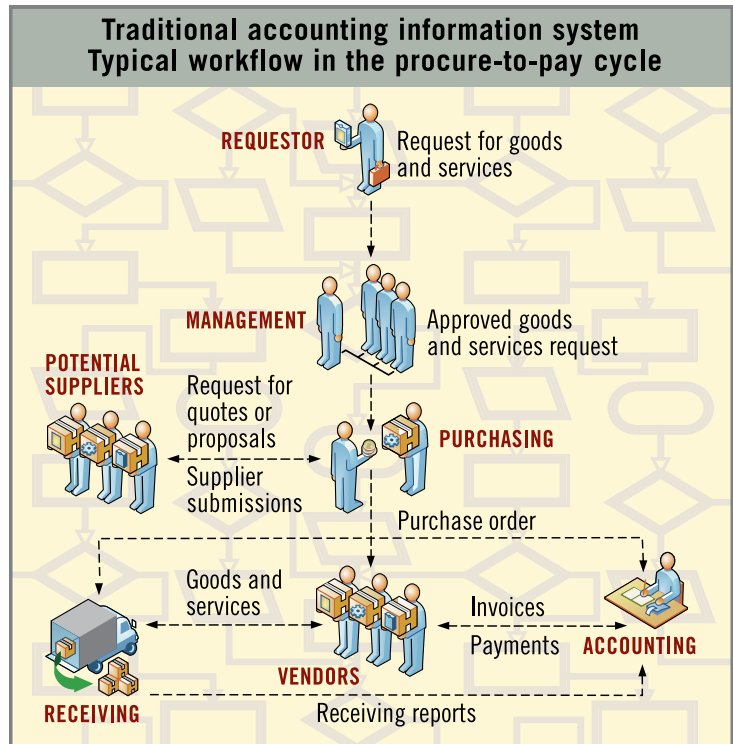 Traditional accounting information system
Typical workflow in the procure-to-pay cycle
REQUESTOR
Request for goods
and services
MANAGEMENT
Approved goods
and services request
POTENTIAL
SUPPLIERS
Request for
quotes or
proposals
Supplier
submissions
PURCHASING
Purchase order
Goods and
services
Invoices
Payments
VENDORS
ACCOUNTING
RECEIVING
Receiving reports